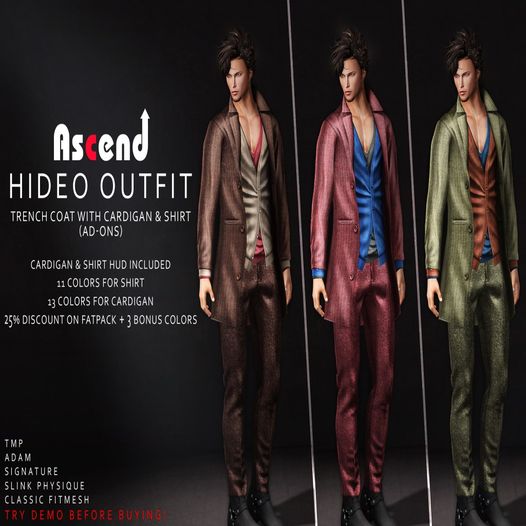 Ascend
HIDEO OUTFIT
TRENCH COAT WITH CARDIGAN & SHIRT
(AD-ONS)
CARDIGAN & SHIRT HUD INCLUDED
11 COLORS FOR SHIRT
13 COLORS FOR CARDIGAN
25% DISCOUNT ON FATPACK + 3 BONUS COLORS
TMP
ADAM
SIGNATURE
SLINK PHYSIQUE
CLASSIC FITMESH
TRY DEMO BEFORE BUYING!